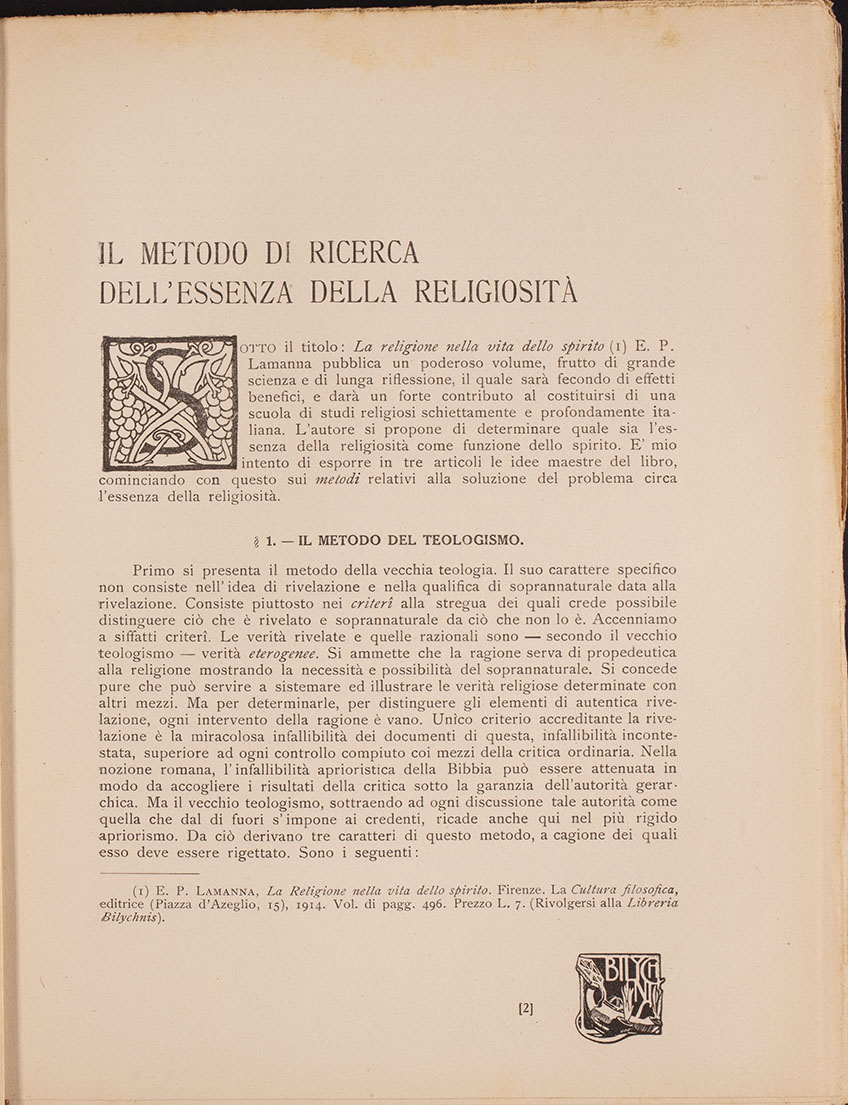 IL METODO DI RICERCA
DELL'ESSENZA DELLA RELIGIOSITÀ
SOTTO il titolo: La religione nella vita dello spirito (1) E. P.
Lamanna pubblica un poderoso volume, frutto di grande
scienza e di lunga riflessione, il quale sarà fecondo di effetti
benefici, e darà un forte contributo al costituirsi di una
scuola di studi religiosi schiettamente e profondamente ita-
liana. L'autore si propone di determinare quale sia l'es-
senza della religiosità come funzione dello spirito. E' mio
intento di esporre in tre articoli le idee maestre del libro,
cominciando con questo sui metodi relativi alla soluzione del problema circa
l'essenza della religiosità.
§ 1. — IL METODO DEL TEOLOGISMO.
Primo si presenta il metodo della vecchia teologia. Il suo carattere specifico
non consiste nell'idea di rivelazione e nella qualifica di soprannaturale data alla
rivelazione. Consiste piuttosto nei criterî alla stregua dei quali crede possibile
distinguere ciò che è rivelato e soprannaturale da ciò che non lo è. Accenniamo
a siffatti criterî. Le verità rivelate e quelle razionali sono — secondo il vecchio
teologismo — verità eterogenee. Si ammette che la ragione serva di propedeutica
alla religione mostrando la necessità e possibilità del soprannaturale. Si concede
pure che può servire a sistemare ed illustrare le verità religiose determinate con
altri mezzi. Ma per determinarle, per distinguere gli elementi di autentica rive-
lazione, ogni intervento della ragione è vano. Unico criterio accreditante la rive-
lazione è la miracolosa infallibilità dei documenti di questa, infallibilità inconte-
stata, superiore ad ogni controllo compiuto coi mezzi della critica ordinaria. Nella
nozione romana, l'infallibilità aprioristica della Bibbia può essere attenuata in
modo da accogliere i risultati della critica sotto la garanzia dell'autorità gerar-
chica. Ma il vecchio teologismo, sottraendo ad ogni discussione tale autorità come
quella che dal di fuori s'impone ai credenti, ricade anche qui nel più rigido
apriorismo. Da ciò derivano tre caratteri di questo metodo, a cagione dei quali
esso deve essere rigettato. Sono i seguenti:
(1) E. P. LAMANNA, La Religione nella vita dello spirito. Firenze. La Cultura filosofica,
editrice (Piazza d'Azeglio, 15), 1914. Vol. di pagg. 496. Prezzo L. 7. (Rivolgersi alla Libreria
Bilychnis).
[2]
BILYCH
NIS